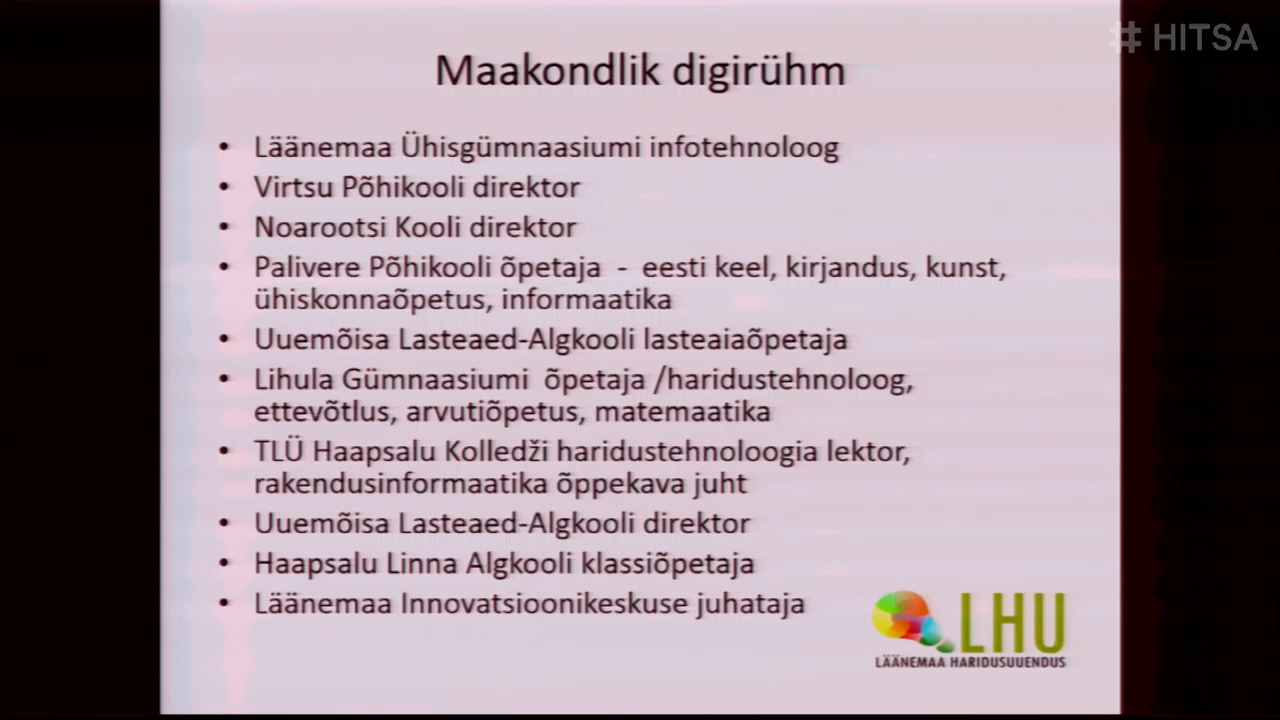 # HITSA
Maakondlik digirühm
• Läänemaa Ühisgümnaasiumi infotehnoloog
• Virtsu Põhikooli direktor
• Noarootsi Kooli direktor
• Palivere Põhikooli õpetaja - eesti keel, kirjandus, kunst,
ühiskonnaõpetus, informaatika
• Uuemõisa Lasteaed-Algkooli lasteaiaõpetaja
• Lihula Gümnaasiumi õpetaja /haridustehnoloog,
ettevõtlus, arvutiõpetus, matemaatika
• TLÜ Haapsalu Kolledži haridustehnoloogia lektor,
rakendusinformaatika õppekava juht
• Uuemõisa Lasteaed-Algkooli direktor
• Haapsalu Linna Algkooli klassiõpetaja
• Läänemaa Innovatsioonikeskuse juhataja
LHU
LÄÄNEMAA HARIDUSUUENDUS